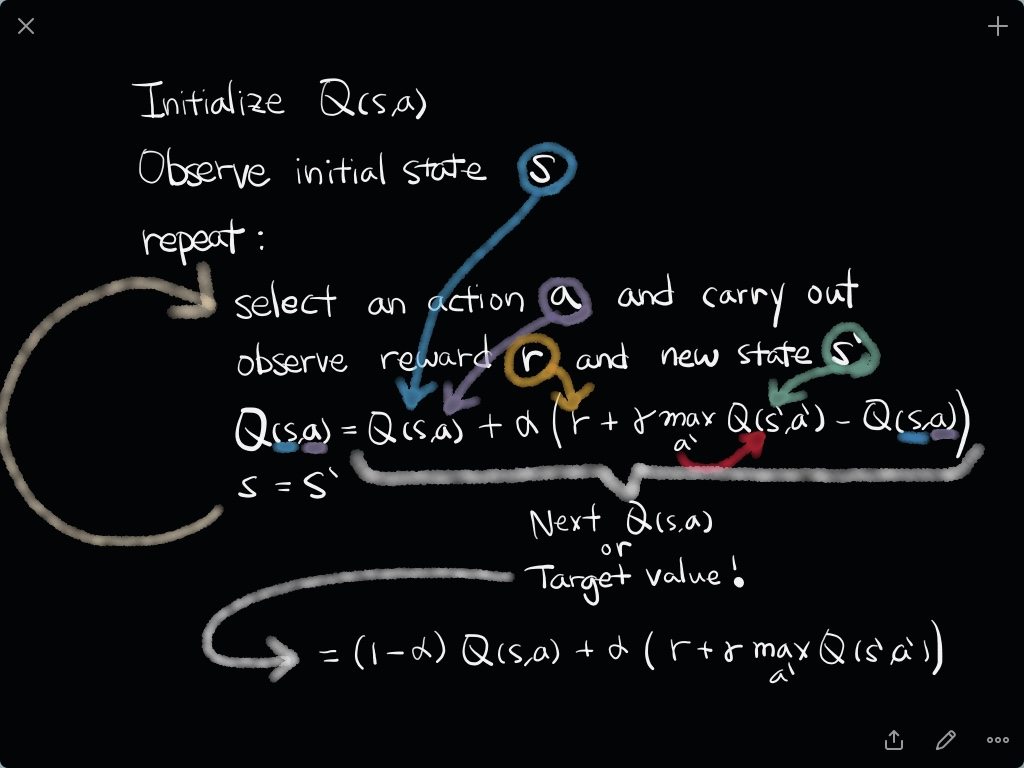 Initialize Q(s,a)
Observe initial state s
repeat:
select an action a and carry out
observe reward r and new state s`
Q(s,a) = Q(s,a) + α (r + γ max Q(s`,a`) - Q(s,a))
a`
s = s`
Next Q(s,a)
or
Target value!
= (1-α) Q(s,a) + α (r+γ max Q(s`,a`))
a`